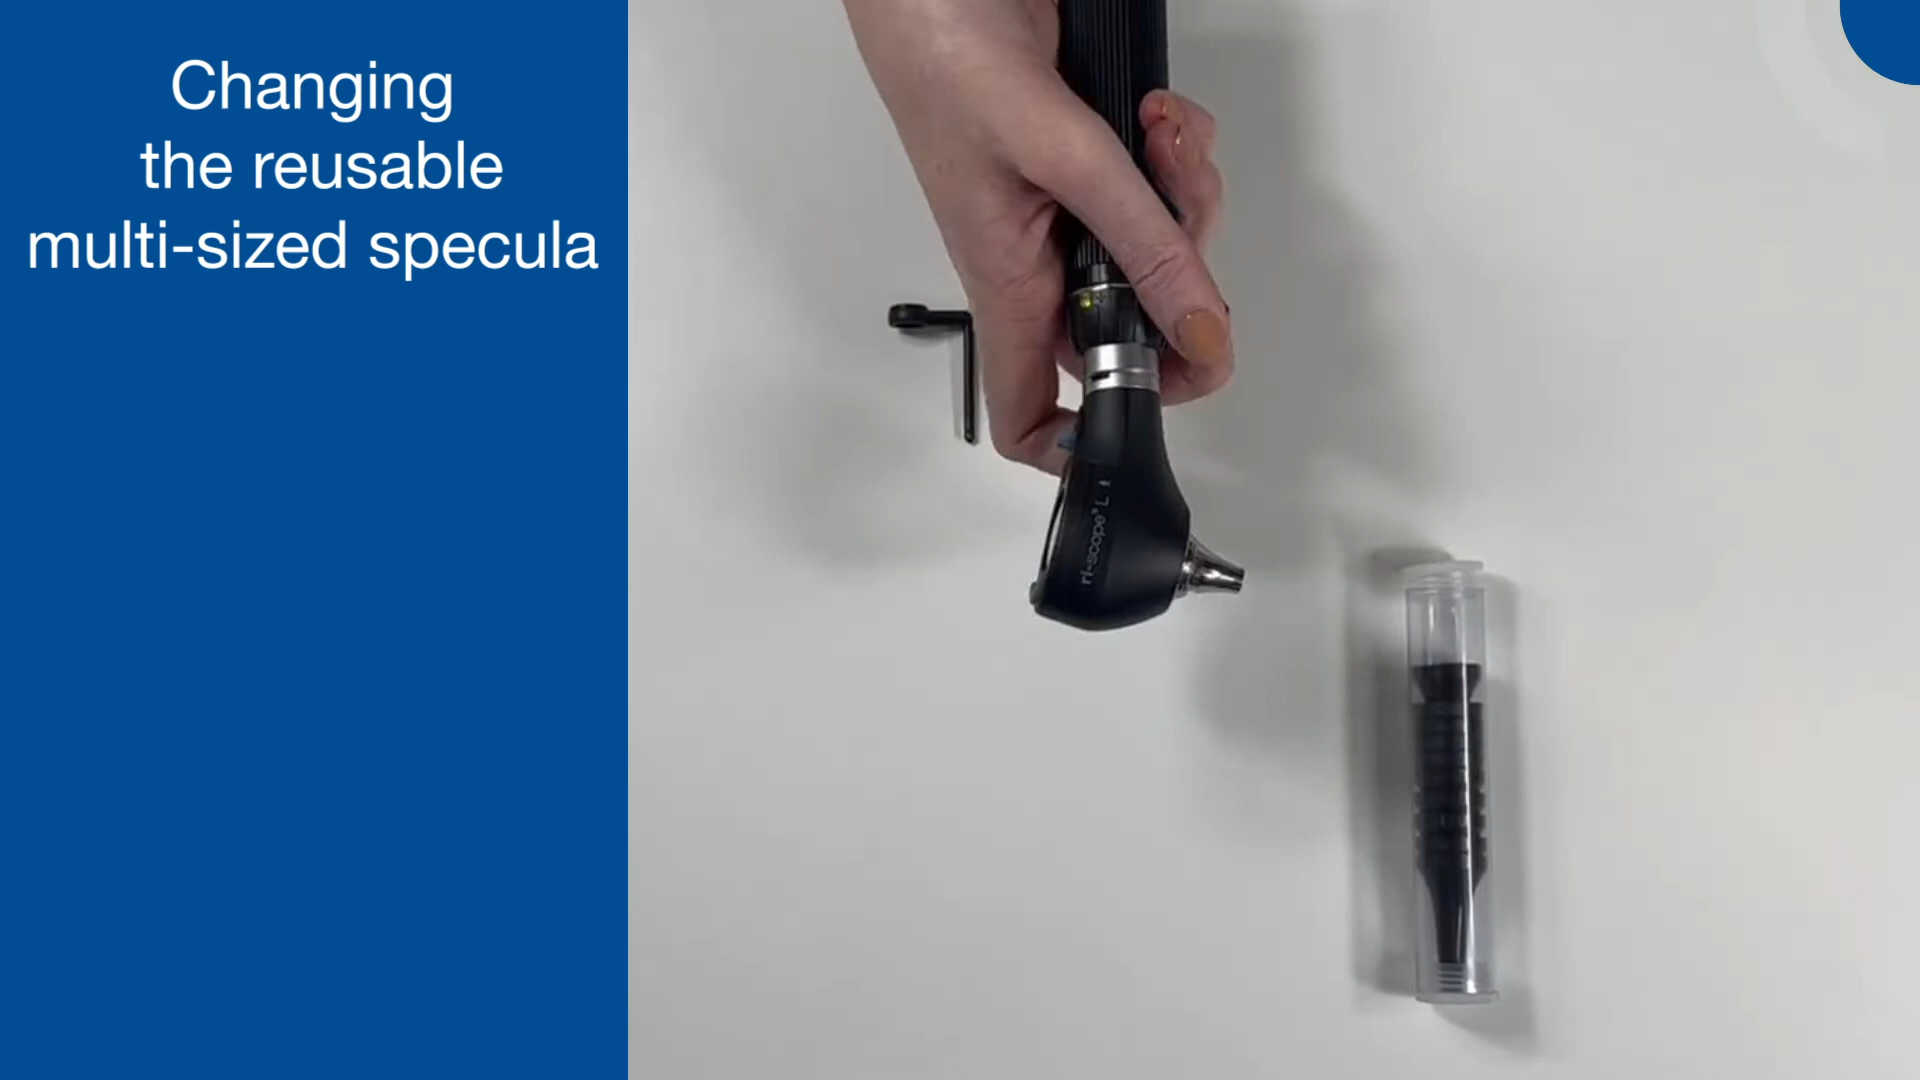 Changing
the reusable
multi-sized specula
ri-scope® L